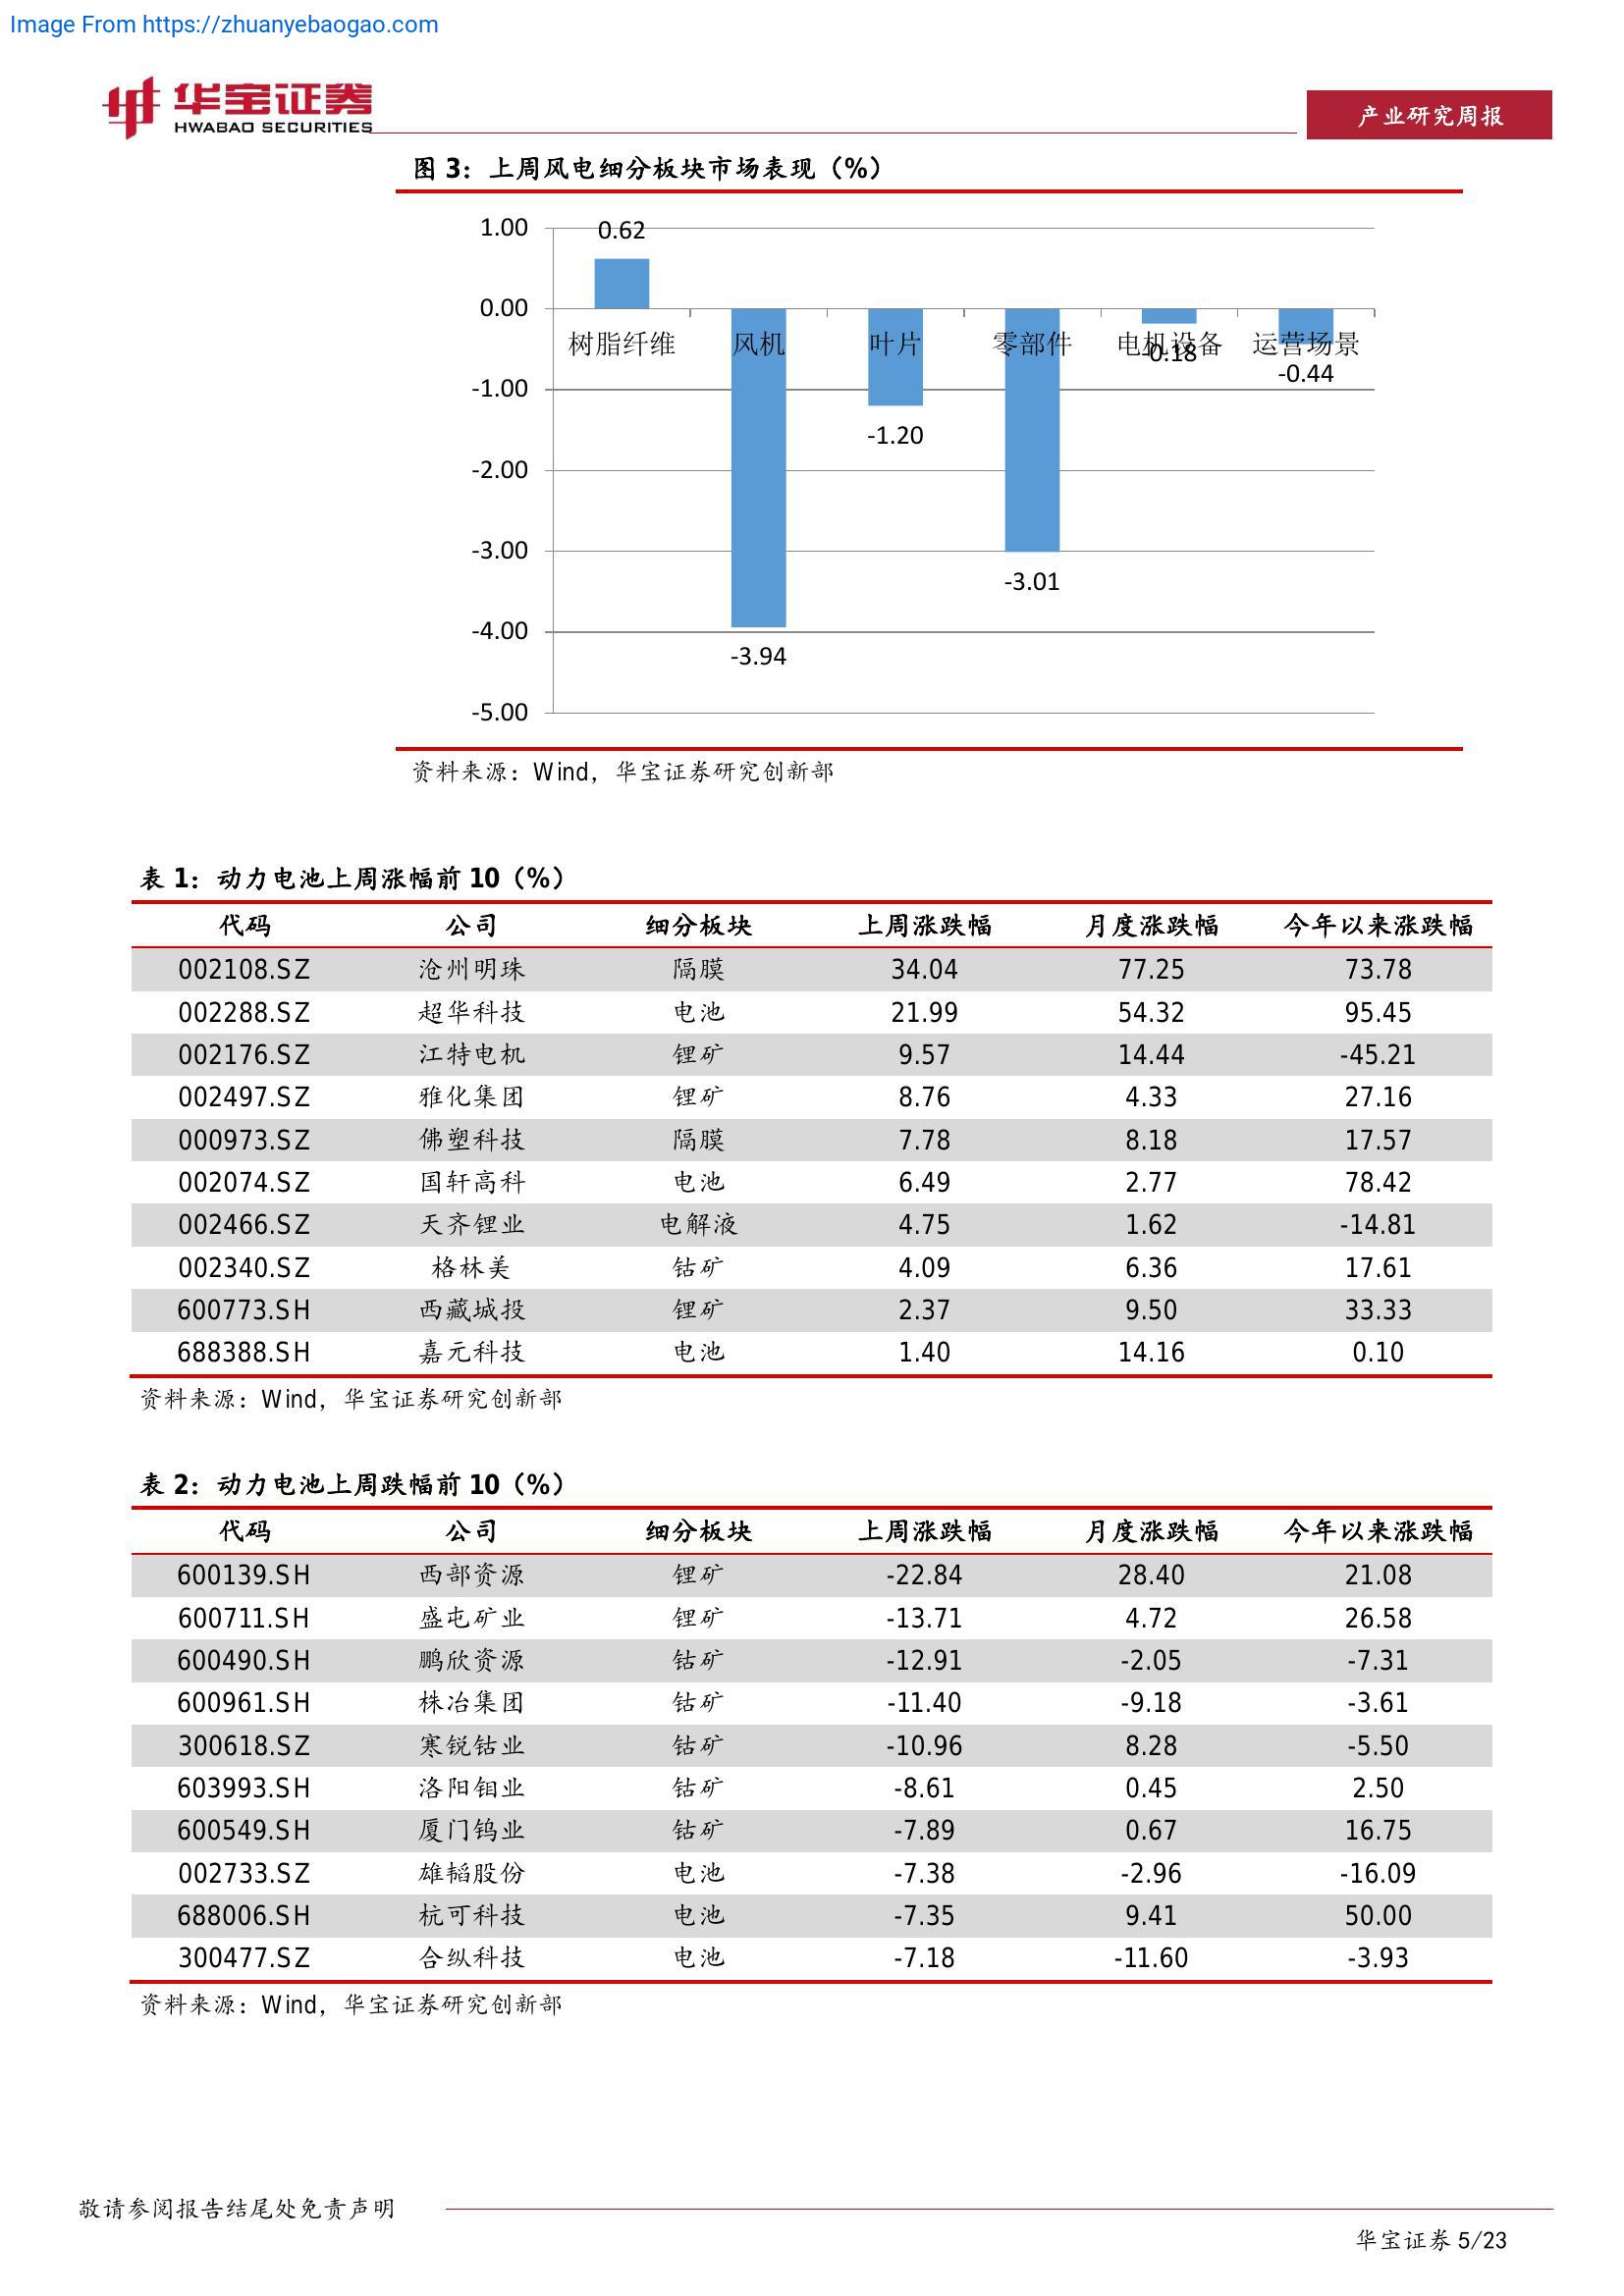 Image From https://zhuanyebaogao.com
华宝证券
HWABAO SECURITIES
产业研究周报
图 3：上周风电细分板块市场表现（%）
1.00
0.62
0.00
树脂纤维 风机 叶片 零部件 电机设备 运营场景
-0.18
-0.44
-1.00
-1.20
-2.00
-3.00
-3.01
-4.00
-3.94
-5.00
资料来源：Wind，华宝证券研究创新部
表 1：动力电池上周涨幅前 10（%）
代码 公司 细分板块 上周涨跌幅 月度涨跌幅 今年以来涨跌幅
002108.SZ 沧州明珠 隔膜 34.04 77.25 73.78
002288.SZ 超华科技 电池 21.99 54.32 95.45
002176.SZ 江特电机 锂矿 9.57 14.44 -45.21
002497.SZ 雅化集团 锂矿 8.76 4.33 27.16
000973.SZ 佛塑科技 隔膜 7.78 8.18 17.57
002074.SZ 国轩高科 电池 6.49 2.77 78.42
002466.SZ 天齐锂业 电解液 4.75 1.62 -14.81
002340.SZ 格林美 钴矿 4.09 6.36 17.61
600773.SH 西藏城投 锂矿 2.37 9.50 33.33
688388.SH 嘉元科技 电池 1.40 14.16 0.10
资料来源：Wind，华宝证券研究创新部
表 2：动力电池上周跌幅前 10（%）
代码 公司 细分板块 上周涨跌幅 月度涨跌幅 今年以来涨跌幅
600139.SH 西部资源 锂矿 -22.84 28.40 21.08
600711.SH 盛屯矿业 锂矿 -13.71 4.72 26.58
600490.SH 鹏欣资源 钴矿 -12.91 -2.05 -7.31
600961.SH 株冶集团 钴矿 -11.40 -9.18 -3.61
300618.SZ 寒锐钴业 钴矿 -10.96 8.28 -5.50
603993.SH 洛阳钼业 钴矿 -8.61 0.45 2.50
600549.SH 厦门钨业 钴矿 -7.89 0.67 16.75
002733.SZ 雄韬股份 电池 -7.38 -2.96 -16.09
688006.SH 杭可科技 电池 -7.35 9.41 50.00
300477.SZ 合纵科技 电池 -7.18 -11.60 -3.93
资料来源：Wind，华宝证券研究创新部
敬请参阅报告结尾处免责声明
华宝证券 5/23